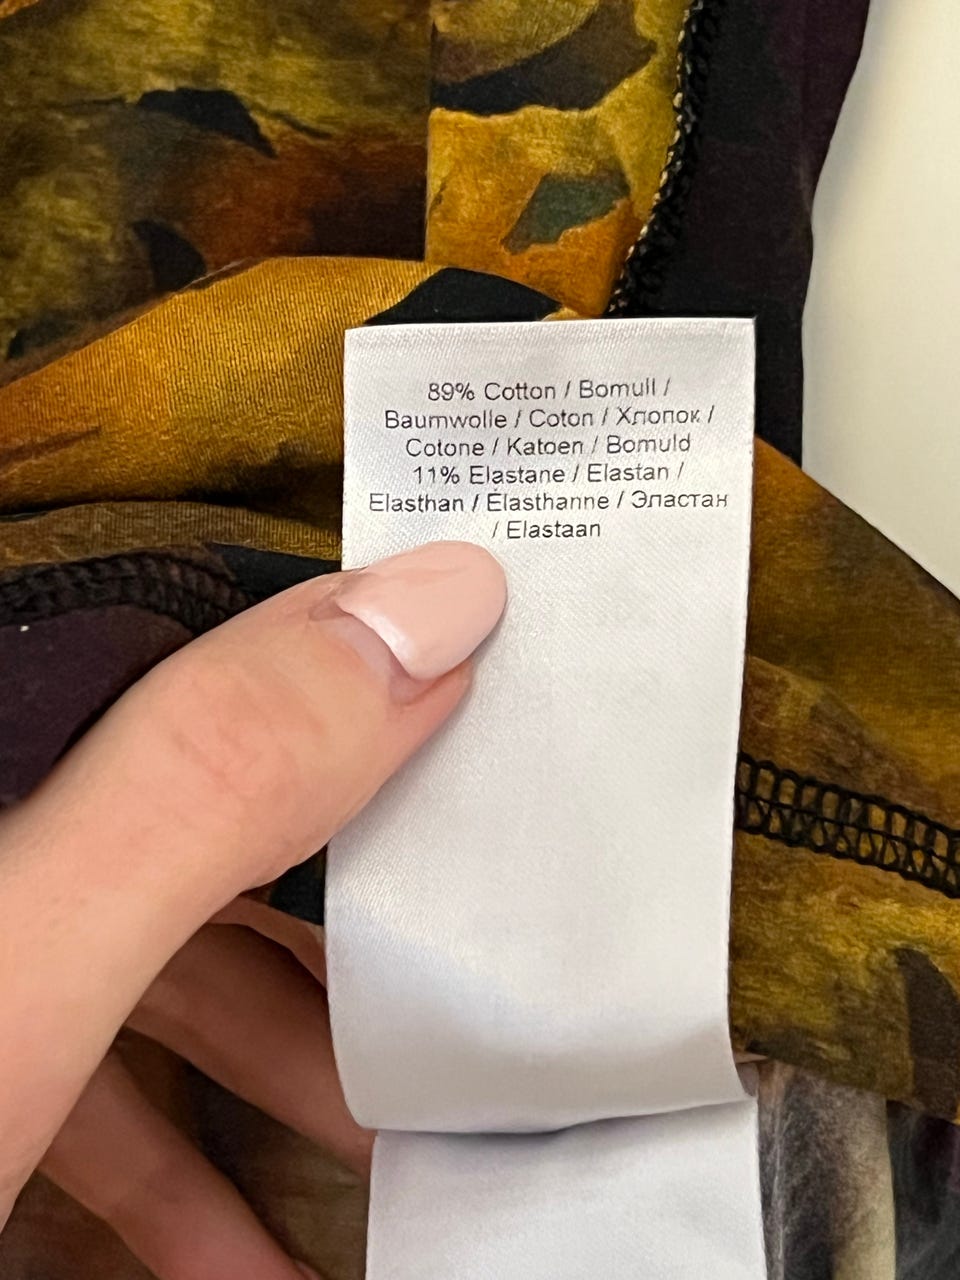 89% Cotton / Bomull /
Baumwolle / Coton / Хлопок /
Cotone / Katoen / Bomuld
11% Elastane / Elastan /
Elasthan / Élasthanne / Эластан
/ Elastaan